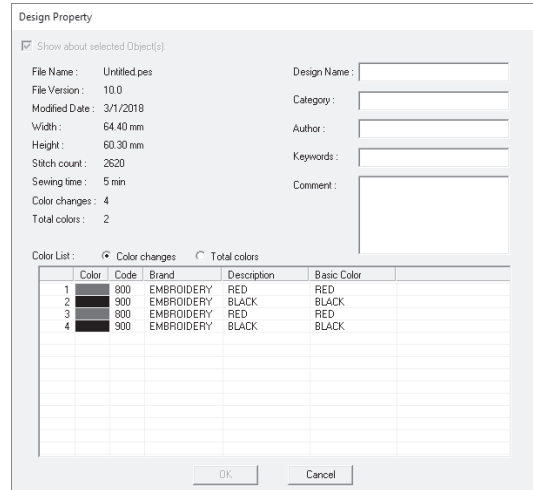 Design Property
Show about selected Object(s).
File Name : Untitled.pes
File Version : 10.0
Modified Date : 3/1/2018
Width : 64.40 mm
Height : 60.30 mm
Stitch count : 2620
Sewing time : 5 min
Color changes : 4
Total colors : 2
Design Name :
Category :
Author :
Keywords :
Comment :
Color List : Color changes Total colors
Color Code Brand Description Basic Color
1 800 EMBROIDERY RED RED
2 900 EMBROIDERY BLACK BLACK
3 800 EMBROIDERY RED RED
4 900 EMBROIDERY BLACK BLACK
OK Cancel